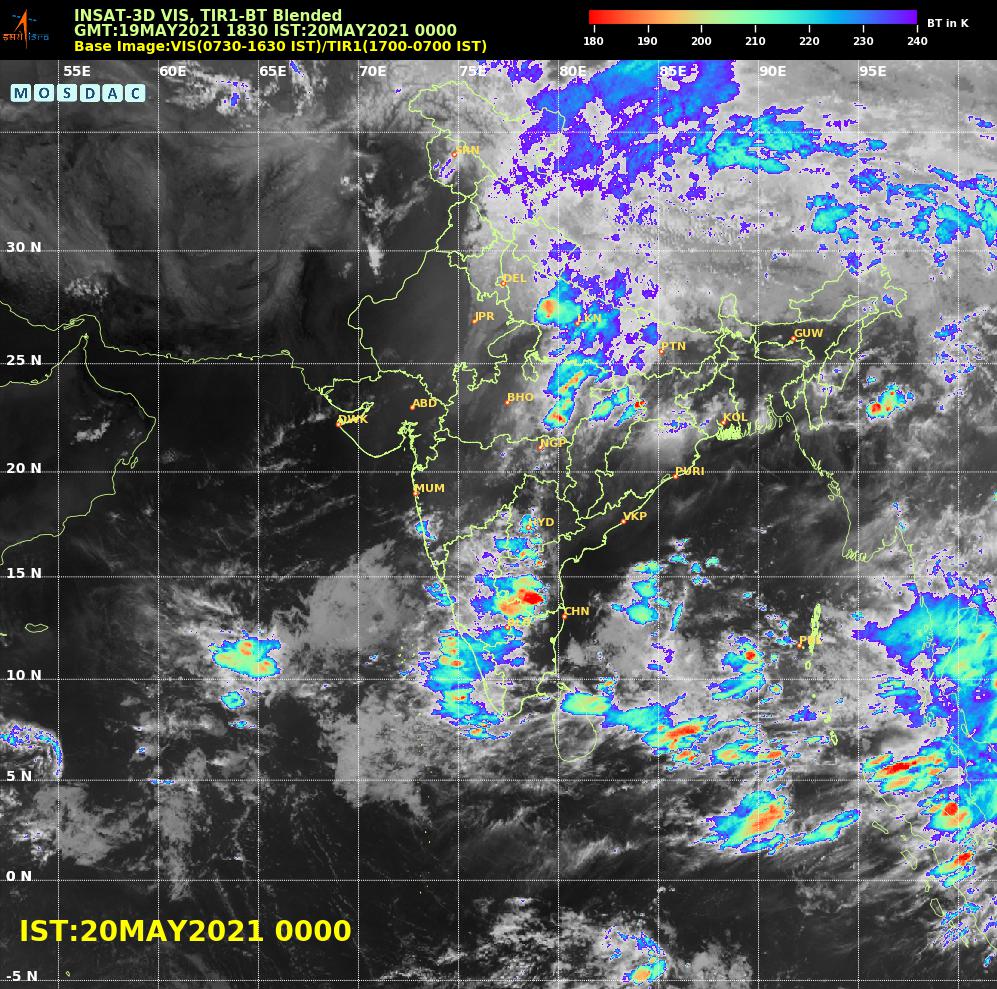 INSAT-3D VIS, TIR1-BT Blended
GMT:19MAY2021 1830 IST:20MAY2021 0000
Base Image:VIS(0730-1630 IST)/TIR1(1700-0700 IST)
BT in K
180 190 200 210 220 230 240
55E 60E 65E 70E 75E 80E 85E 90E 95E
MOSDAC
SRN
30 N
DEL
JPR LKN
GUW
PTN
25 N
BHO
ABD
DWK KOL
NGP
20 N
PURI
MUM
VKP
HYD
15 N
CHN
BLR
10 N
5 N
0 N
IST:20MAY2021 0000
-5 N